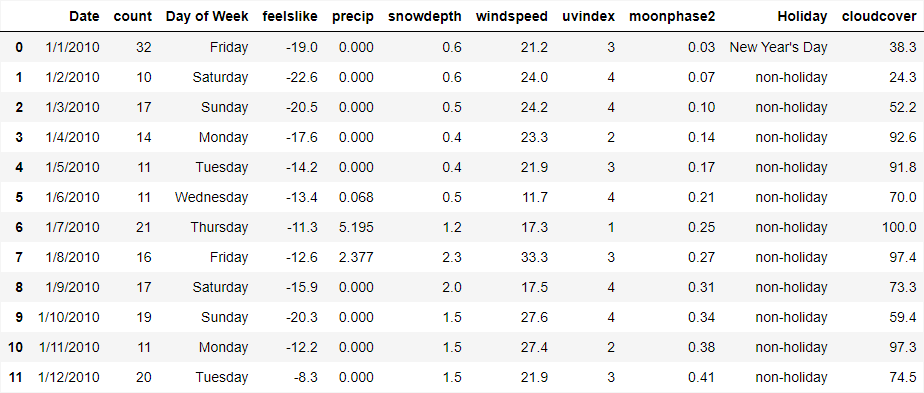 Date count Day of Week feelslike precip snowdepth windspeed uvindex moonphase2 Holiday cloudcover
0 1/1/2010 32 Friday -19.0 0.000 0.6 21.2 3 0.03 New Year's Day 38.3
1 1/2/2010 10 Saturday -22.6 0.000 0.6 24.0 4 0.07 non-holiday 24.3
2 1/3/2010 17 Sunday -20.5 0.000 0.5 24.2 4 0.10 non-holiday 52.2
3 1/4/2010 14 Monday -17.6 0.000 0.4 23.3 2 0.14 non-holiday 92.6
4 1/5/2010 11 Tuesday -14.2 0.000 0.4 21.9 3 0.17 non-holiday 91.8
5 1/6/2010 11 Wednesday -13.4 0.068 0.5 11.7 4 0.21 non-holiday 70.0
6 1/7/2010 21 Thursday -11.3 5.195 1.2 17.3 1 0.25 non-holiday 100.0
7 1/8/2010 16 Friday -12.6 2.377 2.3 33.3 3 0.27 non-holiday 97.4
8 1/9/2010 17 Saturday -15.9 0.000 2.0 17.5 4 0.31 non-holiday 73.3
9 1/10/2010 19 Sunday -20.3 0.000 1.5 27.6 4 0.34 non-holiday 59.4
10 1/11/2010 11 Monday -12.2 0.000 1.5 27.4 2 0.38 non-holiday 97.3
11 1/12/2010 20 Tuesday -8.3 0.000 1.5 21.9 3 0.41 non-holiday 74.5